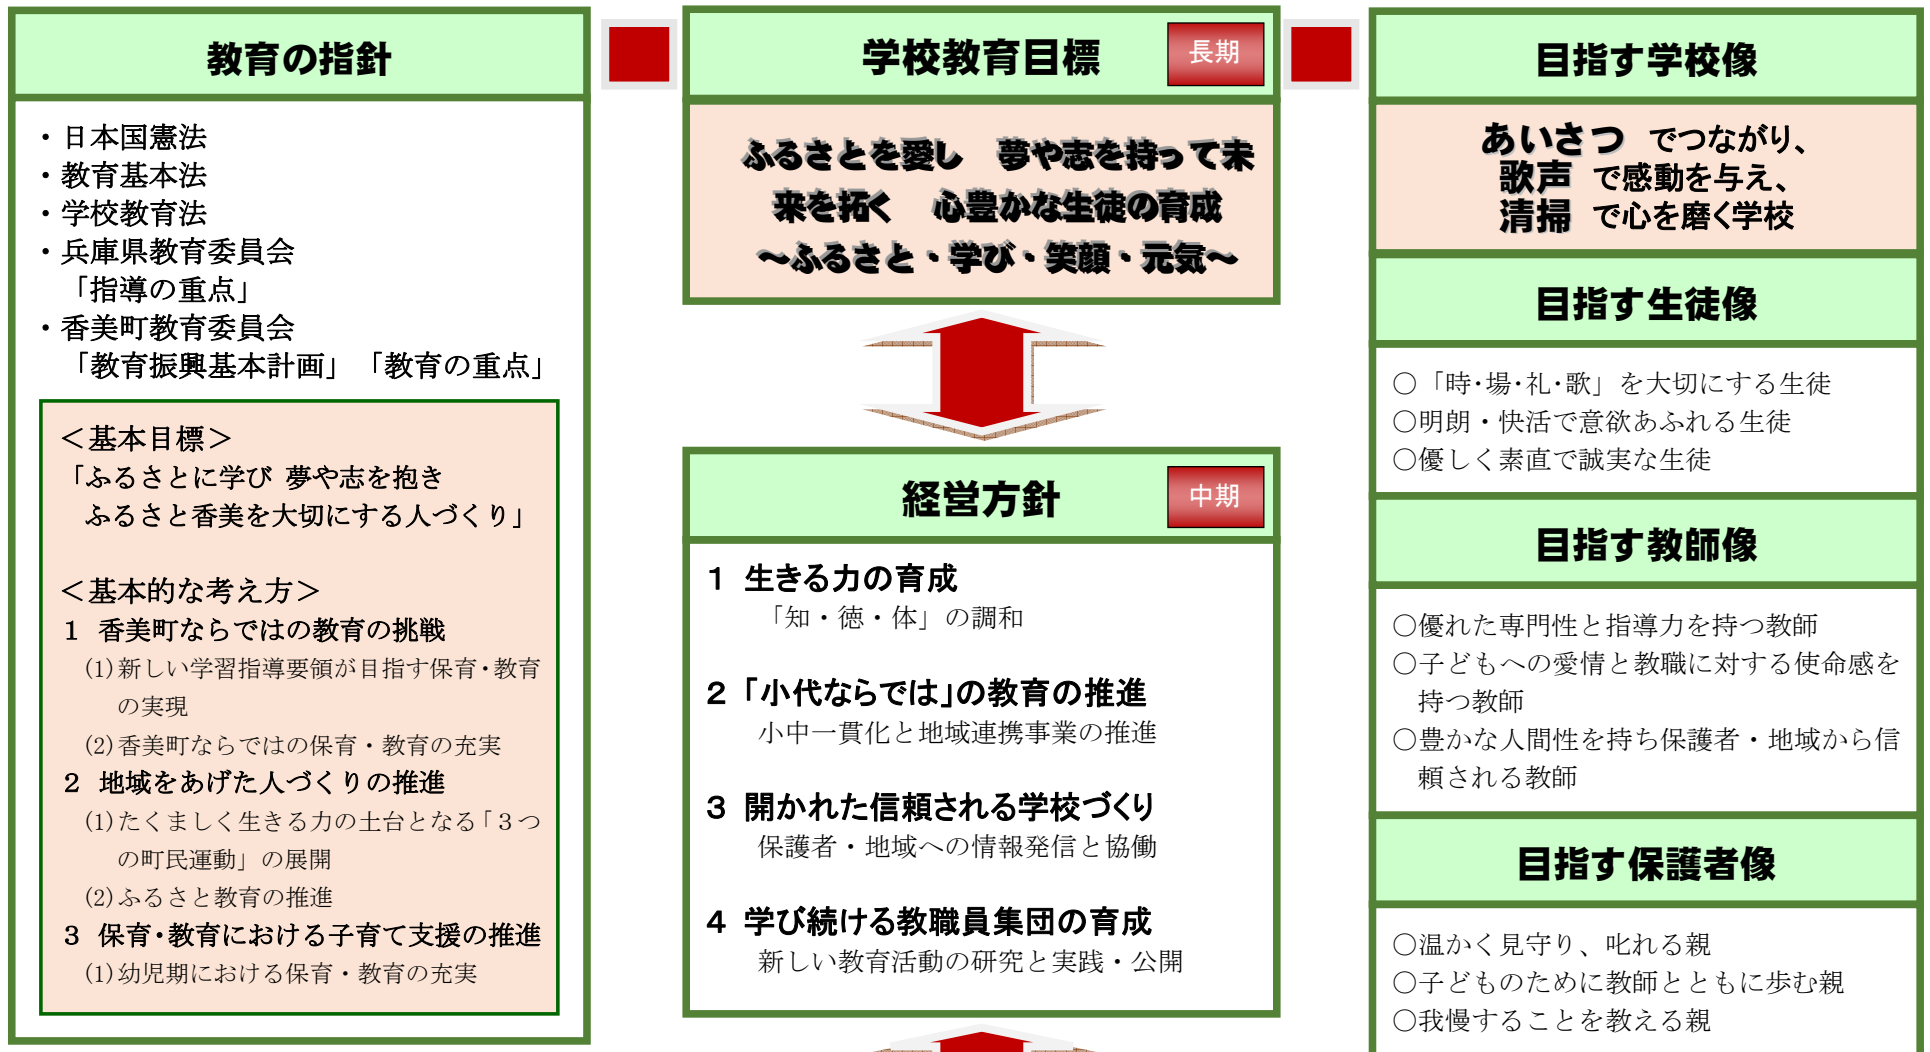 教育の指針
・日本国憲法
・教育基本法
・学校教育法
・兵庫県教育委員会
「指導の重点」
・香美町教育委員会
「教育振興基本計画」「教育の重点」
＜基本目標＞
「ふるさとに学び 夢や志を抱き
ふるさと香美を大切にする人づくり」
＜基本的な考え方＞
１ 香美町ならではの教育の挑戦
(1)新しい学習指導要領が目指す保育・教育
の実現
(2)香美町ならではの保育・教育の充実
２ 地域をあげた人づくりの推進
(1)たくましく生きる力の土台となる「３つ
の町民運動」の展開
(2)ふるさと教育の推進
３ 保育・教育における子育て支援の推進
(1)幼児期における保育・教育の充実
学校教育目標
長期
ふるさとを愛し　夢や志を持って未
来を拓く　心豊かな生徒の育成
～ふるさと・学び・笑顔・元気～
経営方針
中期
１ 生きる力の育成
「知・徳・体」の調和
２「小代ならでは」の教育の推進
小中一貫化と地域連携事業の推進
３ 開かれた信頼される学校づくり
保護者・地域への情報発信と協働
４ 学び続ける教職員集団の育成
新しい教育活動の研究と実践・公開
目指す学校像
あいさつ でつながり、
歌声 で感動を与え、
清掃 で心を磨く学校
目指す生徒像
○「時・場・礼・歌」を大切にする生徒
○明朗・快活で意欲あふれる生徒
○優しく素直で誠実な生徒
目指す教師像
○優れた専門性と指導力を持つ教師
○子どもへの愛情と教職に対する使命感を
持つ教師
○豊かな人間性を持ち保護者・地域から信
頼される教師
目指す保護者像
○温かく見守り、叱れる親
○子どものために教師とともに歩む親
○我慢することを教える親